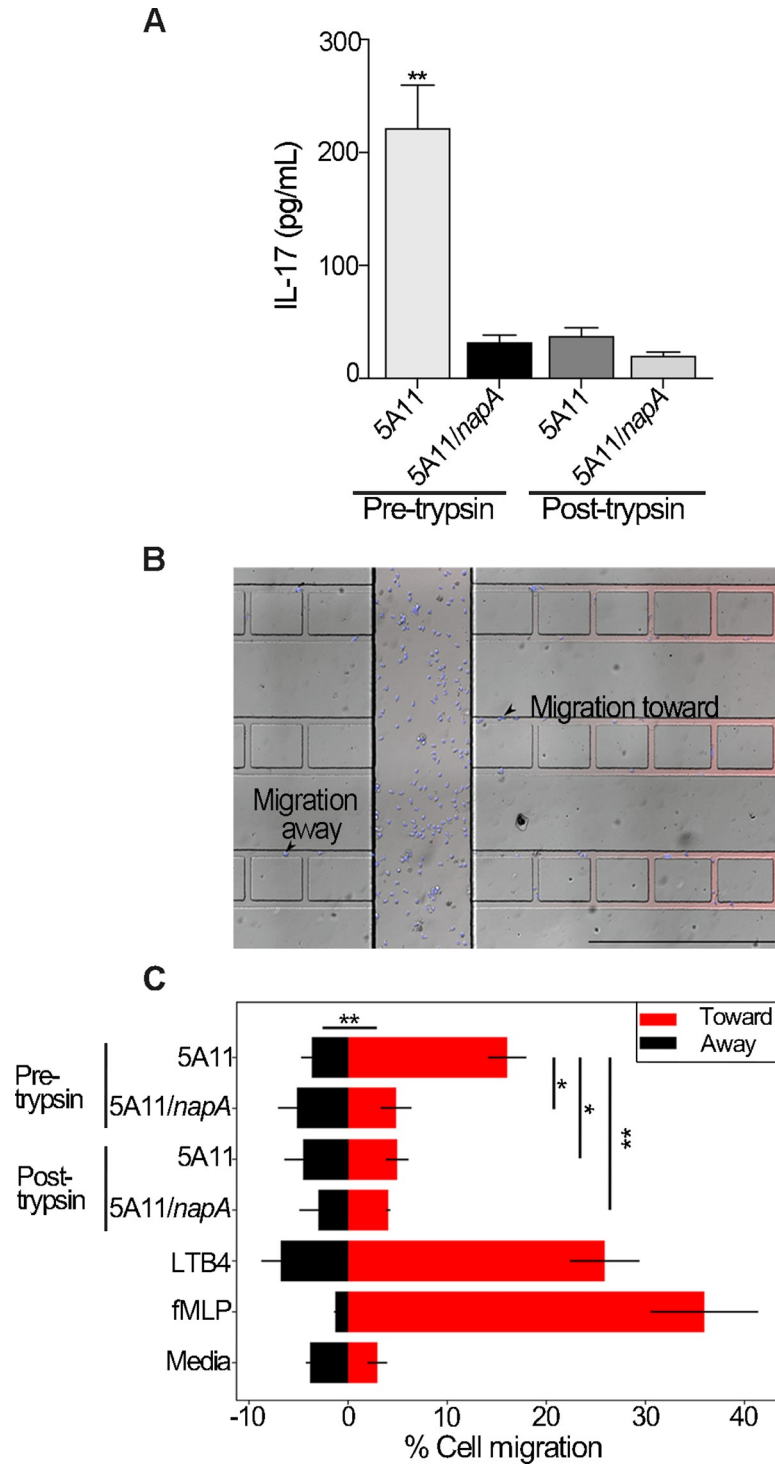 A
300
200
100
0
IL-17 (pg/mL)
**
5A11
5A11/napA
5A11
5A11/napA
Pre-trypsin
Post-trypsin
B
Migration toward
Migration
away
C
Toward
Away
**
Pre-
trypsin
5A11
5A11/napA
Post-
trypsin
5A11
5A11/napA
LTB4
fMLP
Media
*
*
**
-10
0
10
20
30
40
% Cell migration